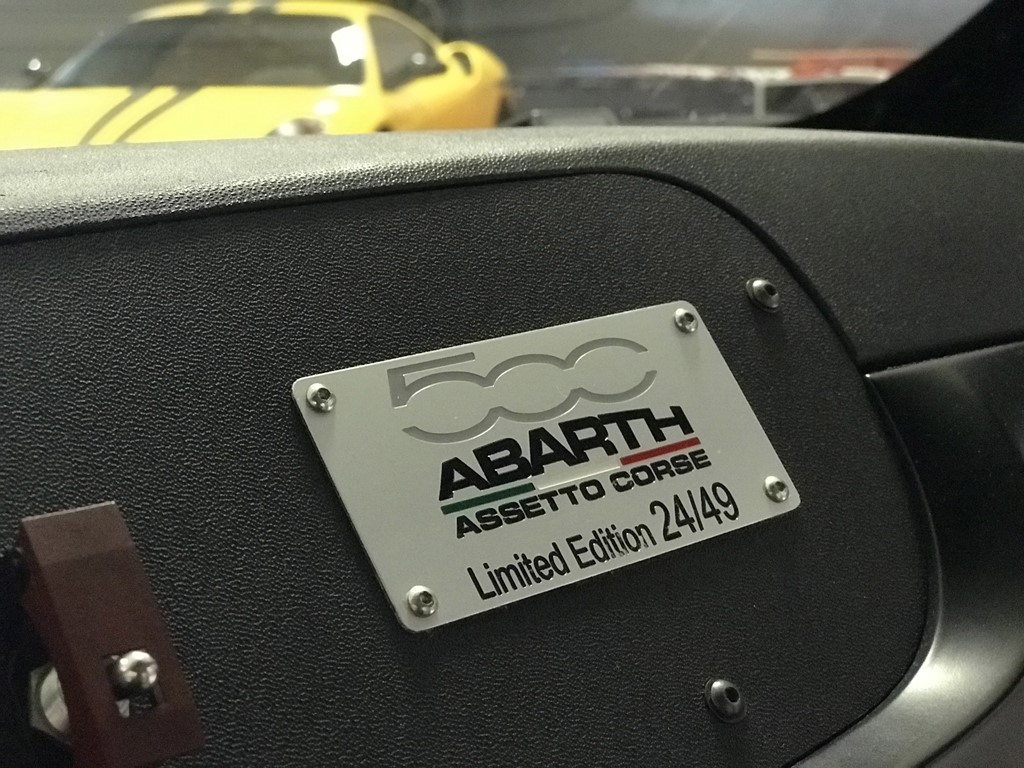 500
ABARTH
ASSETTO CORSE
Limited Edition 24/49